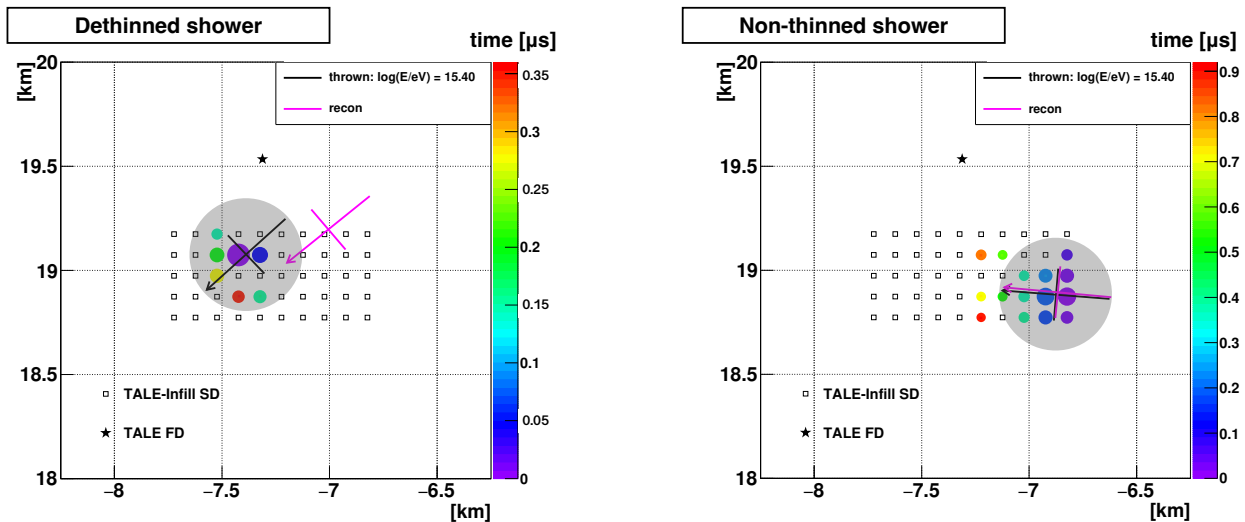 Dethinned shower
time [µs]
[km]
20
19.5
19
18.5
18
thrown: log(E/eV) = 15.40
recon
TALE-Infill SD
TALE FD
−8
−7.5
−7
−6.5
[km]
0.35
0.3
0.25
0.2
0.15
0.1
0.05
0
Non-thinned shower
time [µs]
[km]
20
19.5
19
18.5
18
thrown: log(E/eV) = 15.40
recon
TALE-Infill SD
TALE FD
−8
−7.5
−7
−6.5
[km]
0.9
0.8
0.7
0.6
0.5
0.4
0.3
0.2
0.1
0